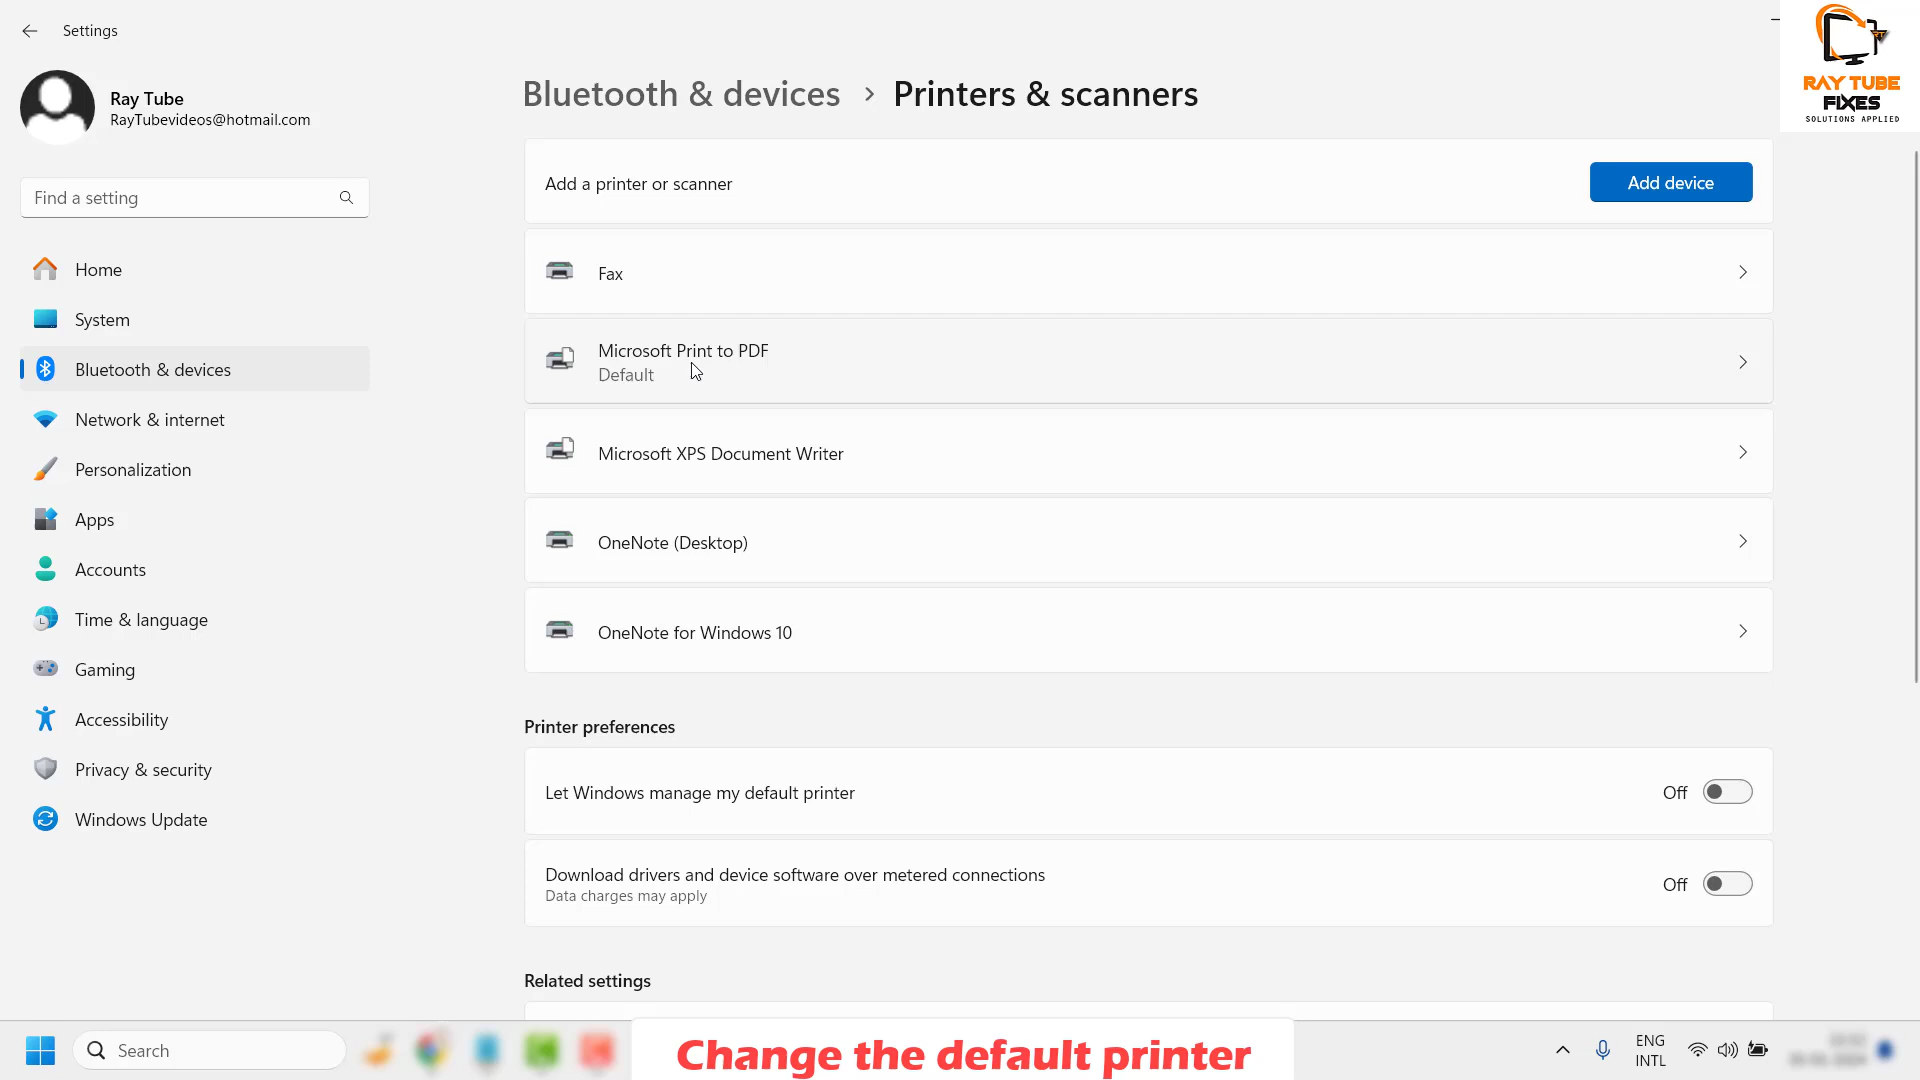 Settings
Ray Tube
RayTubevideos@hotmail.com
Find a setting
Home
System
Bluetooth & devices
Network & internet
Personalization
Apps
Accounts
Time & language
Gaming
Accessibility
Privacy & security
Windows Update
Bluetooth & devices > Printers & scanners
Add a printer or scanner
Add device
Fax
Microsoft Print to PDF
Default
Microsoft XPS Document Writer
OneNote (Desktop)
OneNote for Windows 10
Printer preferences
Let Windows manage my default printer
Off
Download drivers and device software over metered connections
Data charges may apply
Off
Related settings
RAY TUBE
FIXES
SOLUTIONS APPLIED
Search
Change the default printer
ENG
INTL